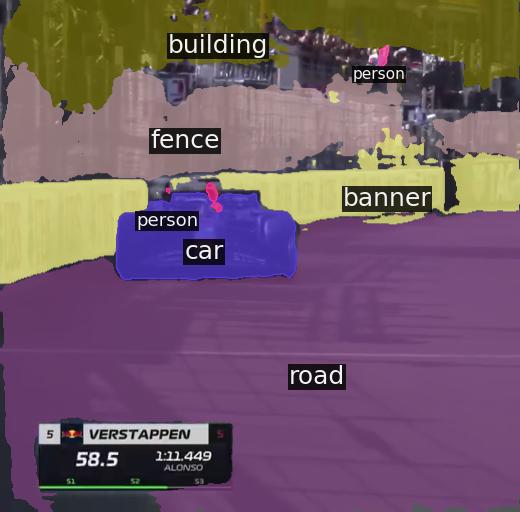 building
person
fence
banner
person
car
road
5 VERSTAPPEN 5
58.5 1:11.449
ALONSO
S1 S2 S3